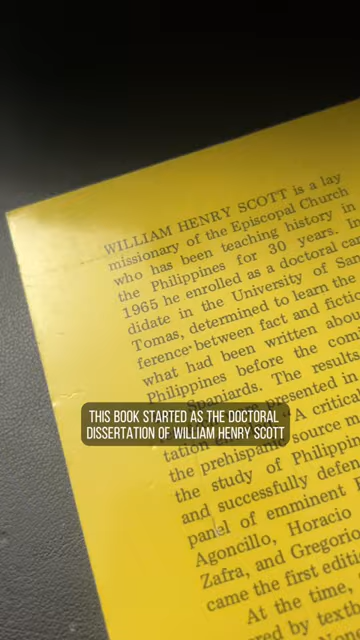 WILLIAM HENRY SCOTT is a lay
missionary of the Episcopal Church
who has been teaching history in
the Philippines for 30 years. In
1965 he enrolled as a doctoral can
didate in the University of San
Tomas, determined to learn the
ference between fact and fictio
what had been written abou
Philippines before the com
Spaniards. The results
THIS BOOK STARTED AS THE DOCTORAL
DISSERTATION OF WILLIAM HENRY SCOTT
tation presented in
"A critical
the prehispanic source m
the study of Philippin
and successfully defen
panel of eminent
Agoncillo, Horacio
Zafra, and Gregorio
came the first editi
At the time,
by textb